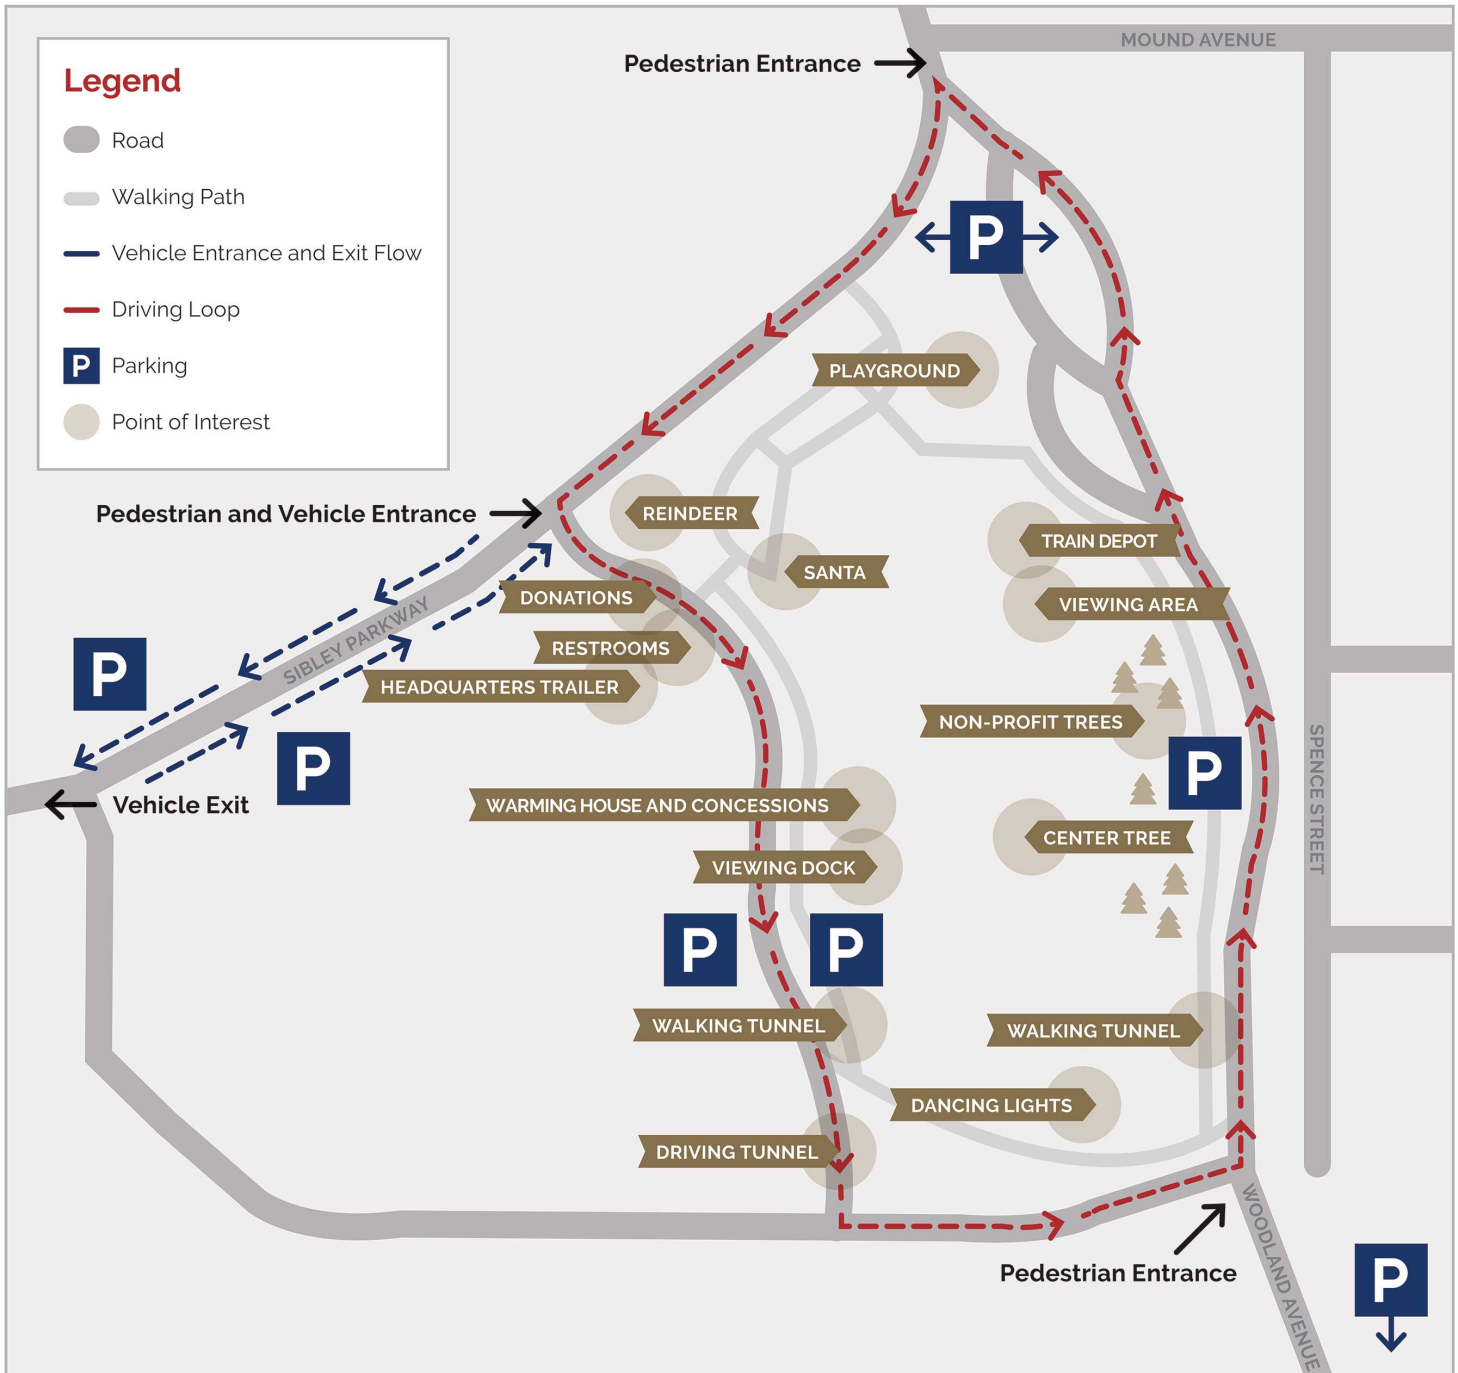 MOUND AVENUE
Pedestrian Entrance
Legend
Road
Walking Path
Vehicle Entrance and Exit Flow
Driving Loop
P Parking
Point of Interest
P
PLAYGROUND
Pedestrian and Vehicle Entrance
REINDEER
TRAIN DEPOT
SANTA
DONATIONS
VIEWING AREA
SIBLEY PARKWAY
RESTROOMS
P
HEADQUARTERS TRAILER
NON-PROFIT TREES
P
P
SPENCE STREET
Vehicle Exit
WARMING HOUSE AND CONCESSIONS
CENTER TREE
VIEWING DOCK
P
P
WALKING TUNNEL
WALKING TUNNEL
DANCING LIGHTS
DRIVING TUNNEL
WOODLAND AVENUE
Pedestrian Entrance
P